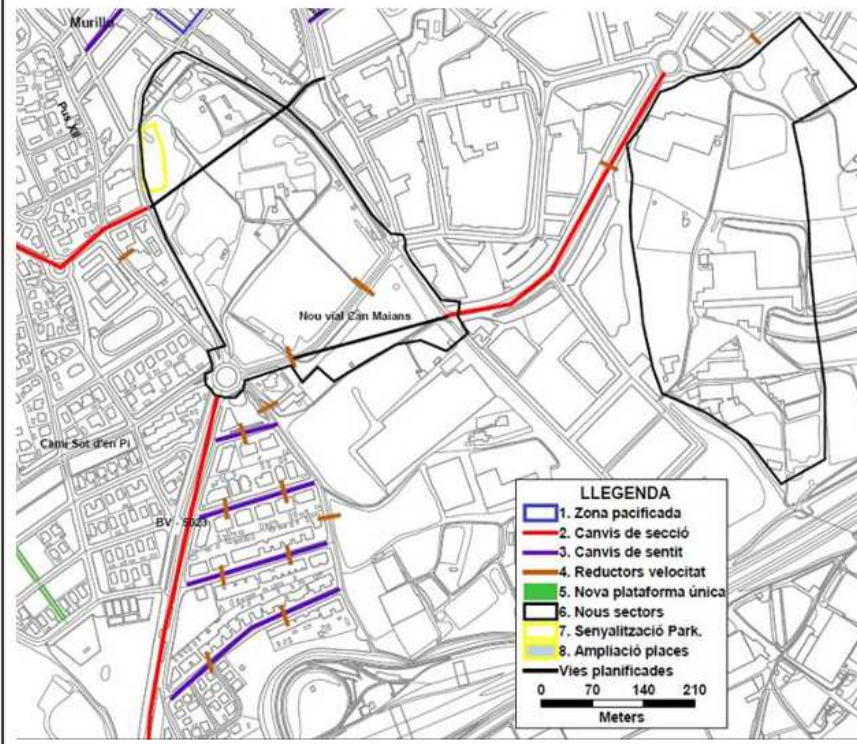 Murillo
Pius XII
Nou vial Can Maians
Camí Sot d'en Pi
BV - 5023
LLEGENDA
1. Zona pacificada
2. Canvis de secció
3. Canvis de sentit
4. Reductors velocitat
5. Nova plataforma única
6. Nous sectors
7. Senyalització Park.
8. Ampliació places
Vies planificades
0 70 140 210
Meters